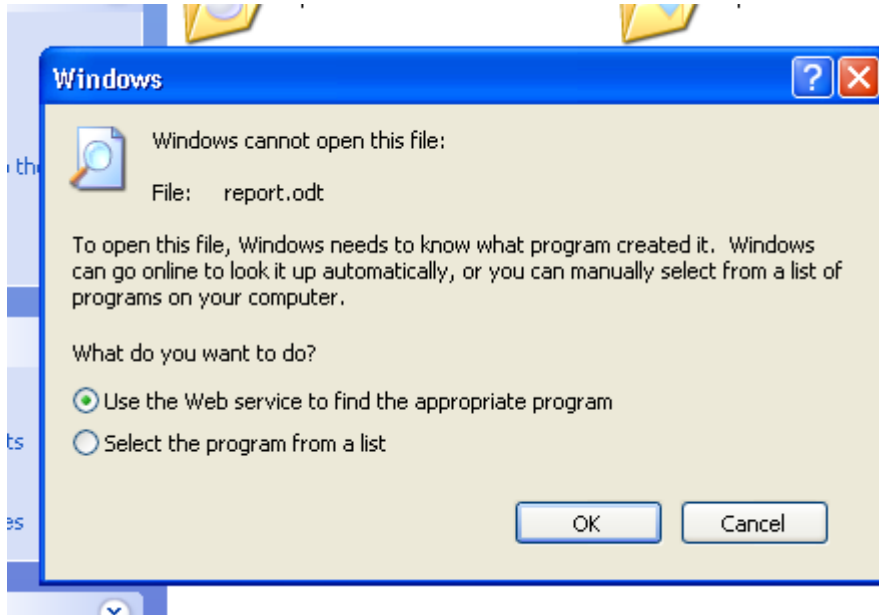 Windows
Windows cannot open this file:
File: report.odt
To open this file, Windows needs to know what program created it. Windows
can go online to look it up automatically, or you can manually select from a list of
programs on your computer.
What do you want to do?
Use the Web service to find the appropriate program
Select the program from a list
OK Cancel